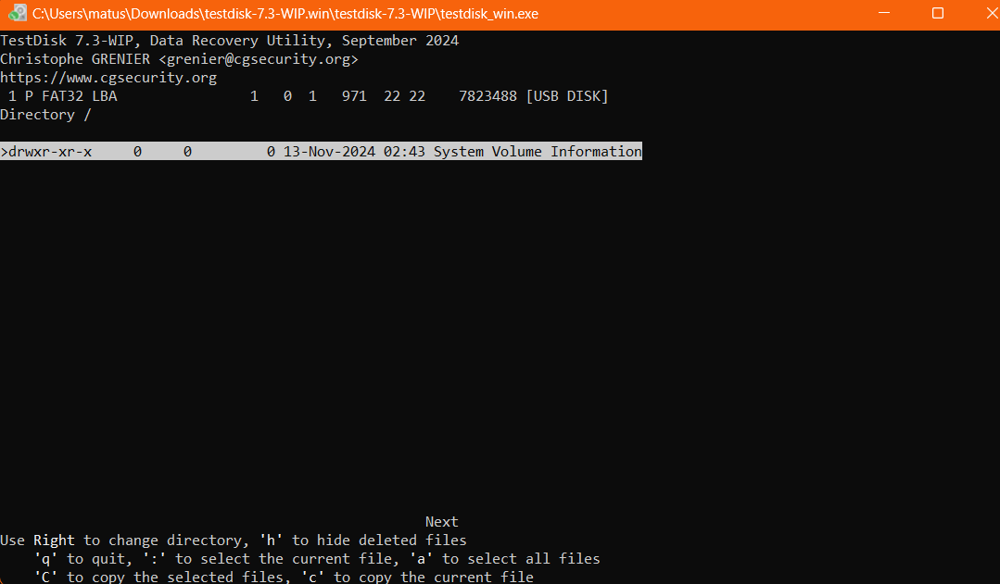 C:\Users\matus\Downloads\testdisk-7.3-WIP.win\testdisk-7.3-WIP\testdisk_win.exe
TestDisk 7.3-WIP, Data Recovery Utility, September 2024
Christophe GRENIER <grenier@cgsecurity.org>
https://www.cgsecurity.org
 1 P FAT32 LBA                1   0  1   971  22 22    7823488 [USB DISK]
Directory /
>drwxr-xr-x     0     0         0 13-Nov-2024 02:43 System Volume Information
                                                   Next
Use Right to change directory, 'h' to hide deleted files
    'q' to quit, ':' to select the current file, 'a' to select all files
    'C' to copy the selected files, 'c' to copy the current file